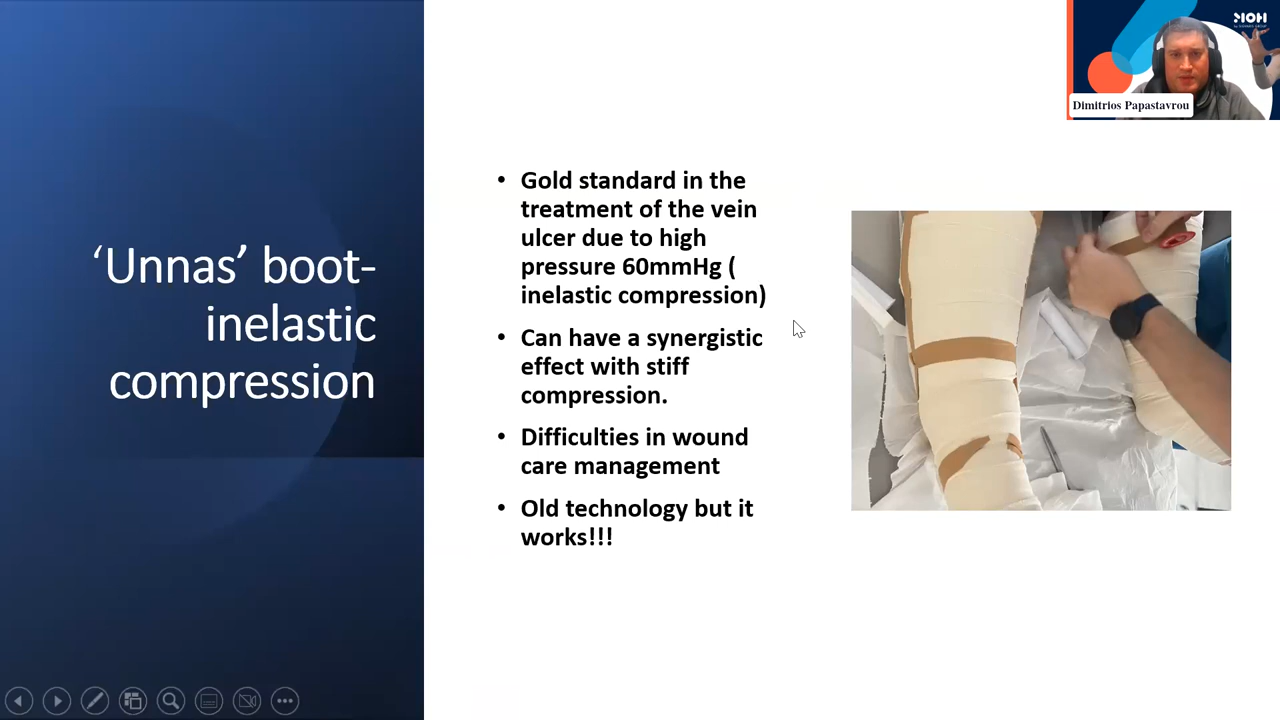 MOH
Dimitrios Papastavrou
‘Unnas’ boot-
inelastic
compression
• Gold standard in the
treatment of the vein
ulcer due to high
pressure 60mmHg (
inelastic compression)
• Can have a synergistic
effect with stiff
compression.
• Difficulties in wound
care management
• Old technology but it
works!!!